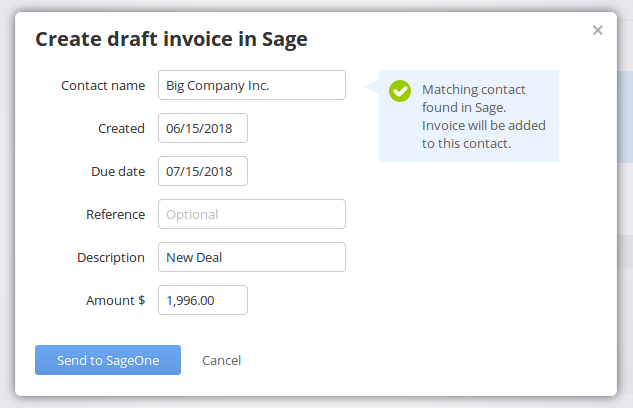 Create draft invoice in Sage
×
Contact name Big Company Inc.
Matching contact
found in Sage.
Invoice will be added
to this contact.
Created 06/15/2018
Due date 07/15/2018
Reference Optional
Description New Deal
Amount $ 1,996.00
Send to SageOne Cancel